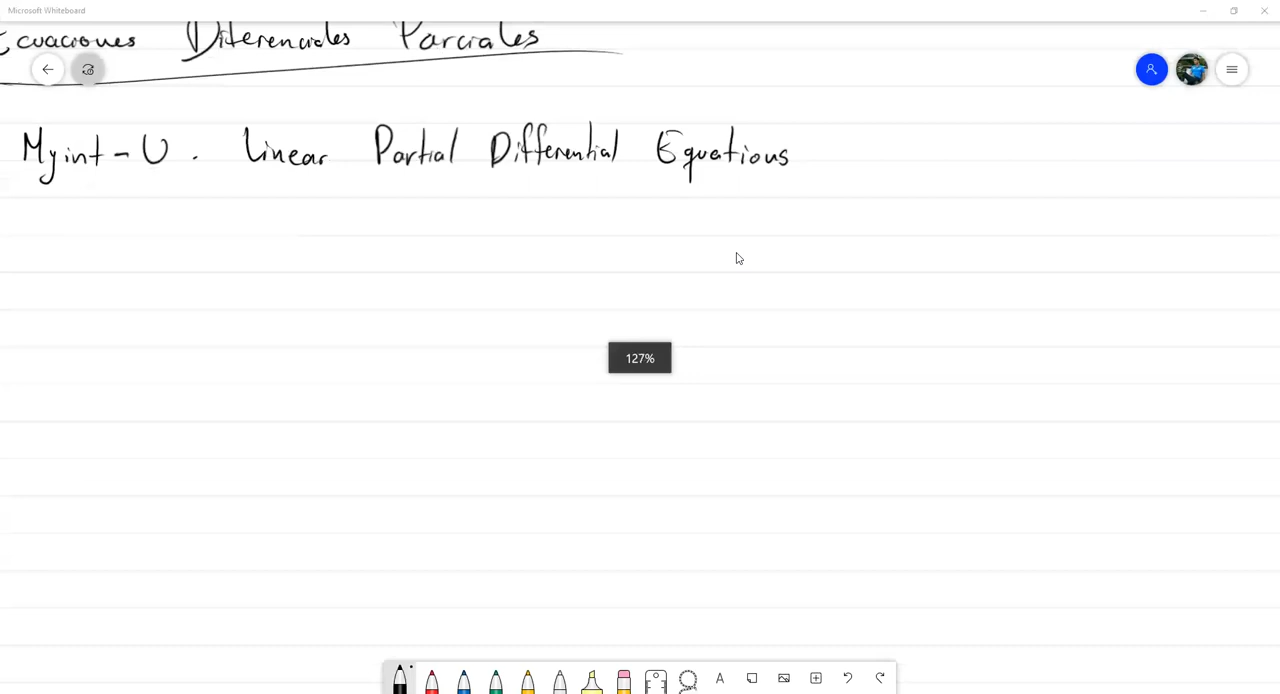 Microsoft Whiteboard
Ecuaciones Diferenciales Parciales
Myint-U. Linear Partial Differential Equations
127%
A